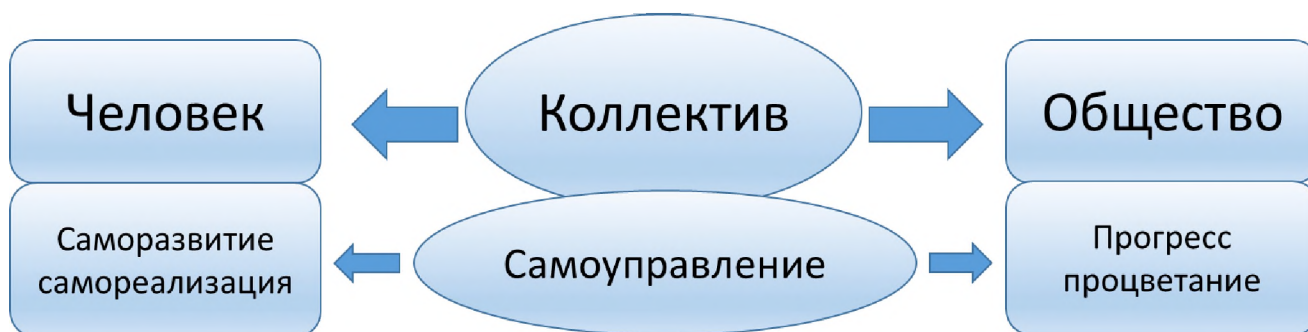 Человек
Коллектив
Общество
Саморазвитие
самореализация
Самоуправление
Прогресс
процветание